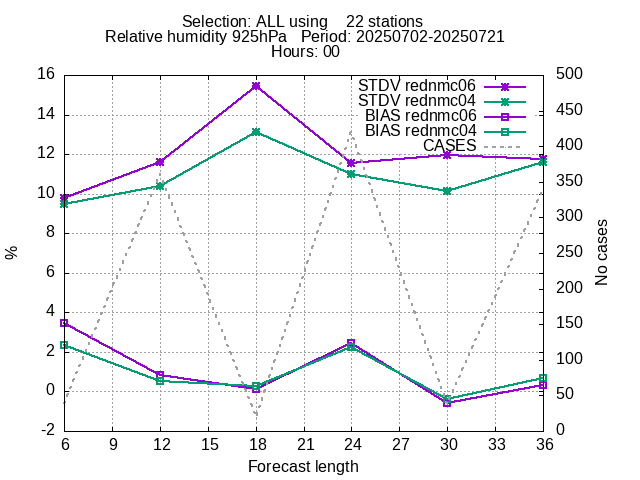 Selection: ALL using    22 stations
Relative humidity 925hPa   Period: 20250702-20250721
Hours: 00
16 500
14 450
12 400
10 350
8 300
6 250
4 200
2 150
0 100
-2 50
0
STDV rednmc06
STDV rednmc04
BIAS rednmc06
BIAS rednmc04
CASES
%
No cases
6 9 12 15 18 21 24 27 30 33 36
Forecast length